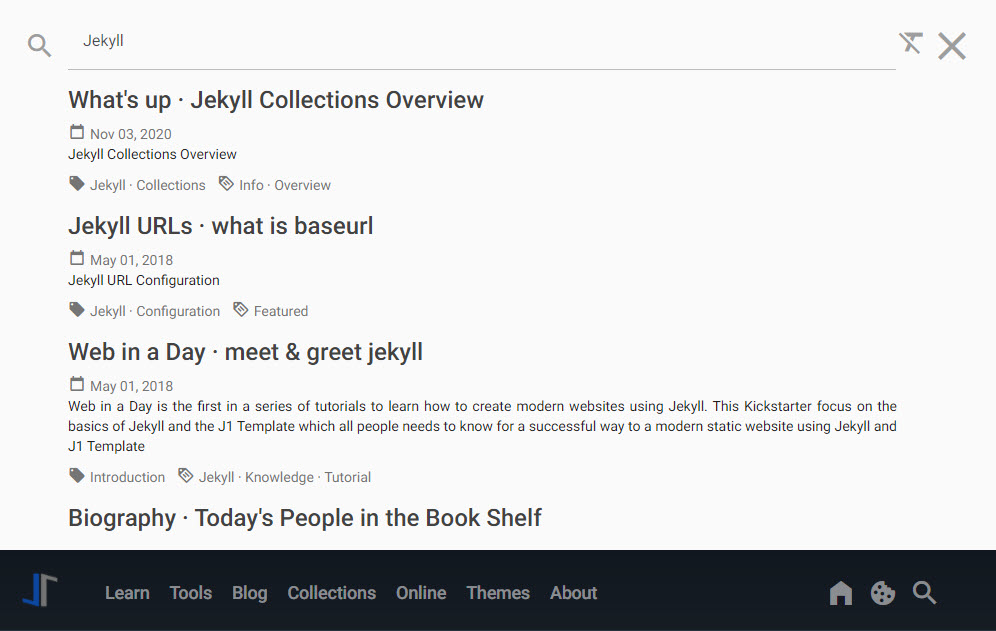 Jekyll
What's up · Jekyll Collections Overview
Nov 03, 2020
Jekyll Collections Overview
Jekyll · Collections Info · Overview
Jekyll URLs · what is baseurl
May 01, 2018
Jekyll URL Configuration
Jekyll · Configuration Featured
Web in a Day · meet & greet jekyll
May 01, 2018
Web in a Day is the first in a series of tutorials to learn how to create modern websites using Jekyll. This Kickstarter focus on the
basics of Jekyll and the J1 Template which all people needs to know for a successful way to a modern static website using Jekyll and
J1 Template
Introduction Jekyll · Knowledge · Tutorial
Biography · Today's People in the Book Shelf
Learn Tools Blog Collections Online Themes About